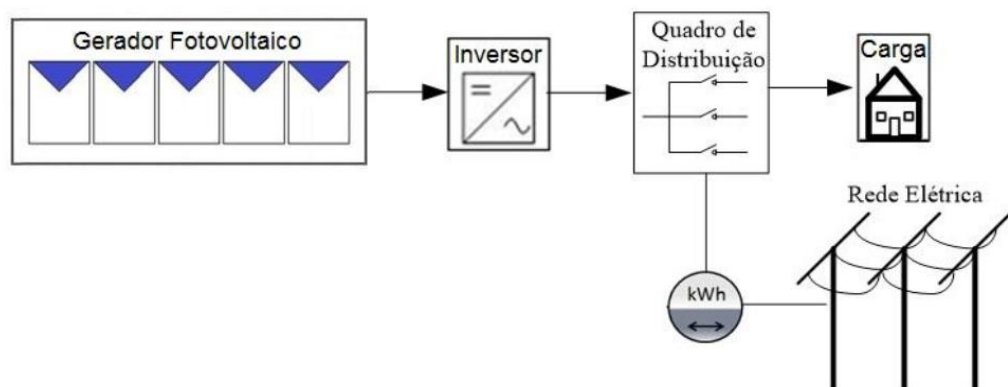 Gerador Fotovoltaico
Inversor
Quadro de
Distribuição
Carga
Rede Elétrica
kWh